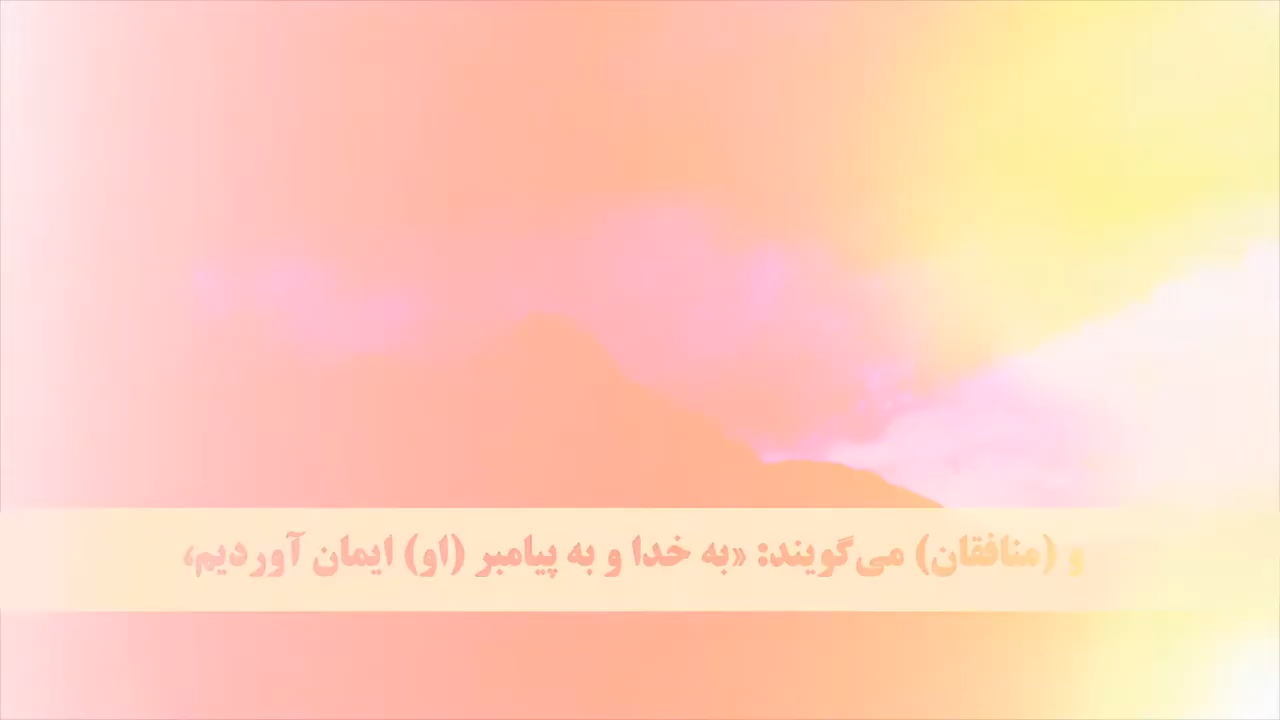 و (منافقان) می‌گویند: «به خدا و به پیامبر (او) ایمان آوردیم،